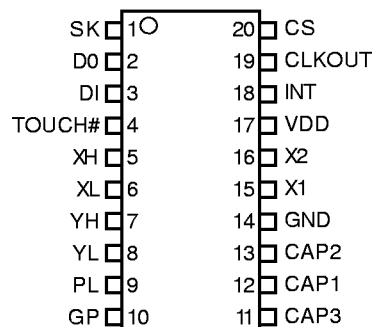 SK 1 20 CS
D0 2 19 CLKOUT
DI 3 18 INT
TOUCH# 4 17 VDD
XH 5 16 X2
XL 6 15 X1
YH 7 14 GND
YL 8 13 CAP2
PL 9 12 CAP1
GP 10 11 CAP3